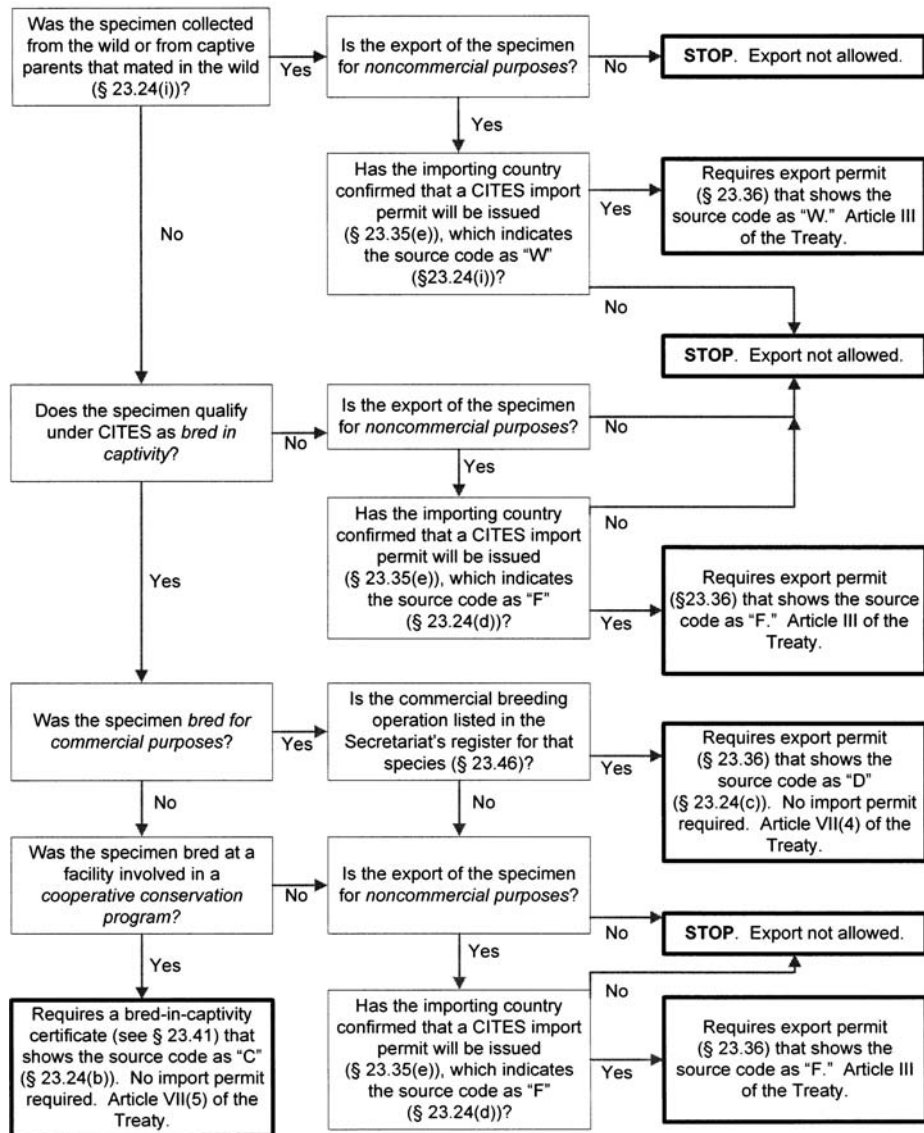 Was the specimen collected
from the wild or from captive
parents that mated in the wild
(§ 23.24(i))?
Yes
Is the export of the specimen
for noncommercial purposes?
No
STOP. Export not allowed.
Yes
No
Has the importing country
confirmed that a CITES import
permit will be issued
(§ 23.35(e)), which indicates
the source code as “W”
(§23.24(i))?
Yes
Requires export permit
(§ 23.36) that shows the
source code as “W.” Article III
of the Treaty.
No
STOP. Export not allowed.
Does the specimen qualify
under CITES as bred in
captivity?
No
Is the export of the specimen
for noncommercial purposes?
No
Yes
Yes
Has the importing country
confirmed that a CITES import
permit will be issued
(§ 23.35(e)), which indicates
the source code as “F”
(§ 23.24(d))?
No
Yes
Requires export permit
(§23.36) that shows the source
code as “F.” Article III of the
Treaty.
Was the specimen bred for
commercial purposes?
Yes
Is the commercial breeding
operation listed in the
Secretariat’s register for that
species (§ 23.46)?
Yes
Requires export permit
(§ 23.36) that shows the
source code as “D”
(§ 23.24(c)). No import permit
required. Article VII(4) of the
Treaty.
No
No
Was the specimen bred at a
facility involved in a
cooperative conservation
program?
No
Is the export of the specimen
for noncommercial purposes?
No
STOP. Export not allowed.
Yes
Yes
Requires a bred-in-captivity
certificate (see § 23.41) that
shows the source code as “C”
(§ 23.24(b)). No import permit
required. Article VII(5) of the
Treaty.
Has the importing country
confirmed that a CITES import
permit will be issued
(§ 23.35(e)), which indicates
the source code as “F”
(§ 23.24(d))?
No
Yes
Requires export permit
(§ 23.36) that shows the
source code as “F.” Article III
of the Treaty.